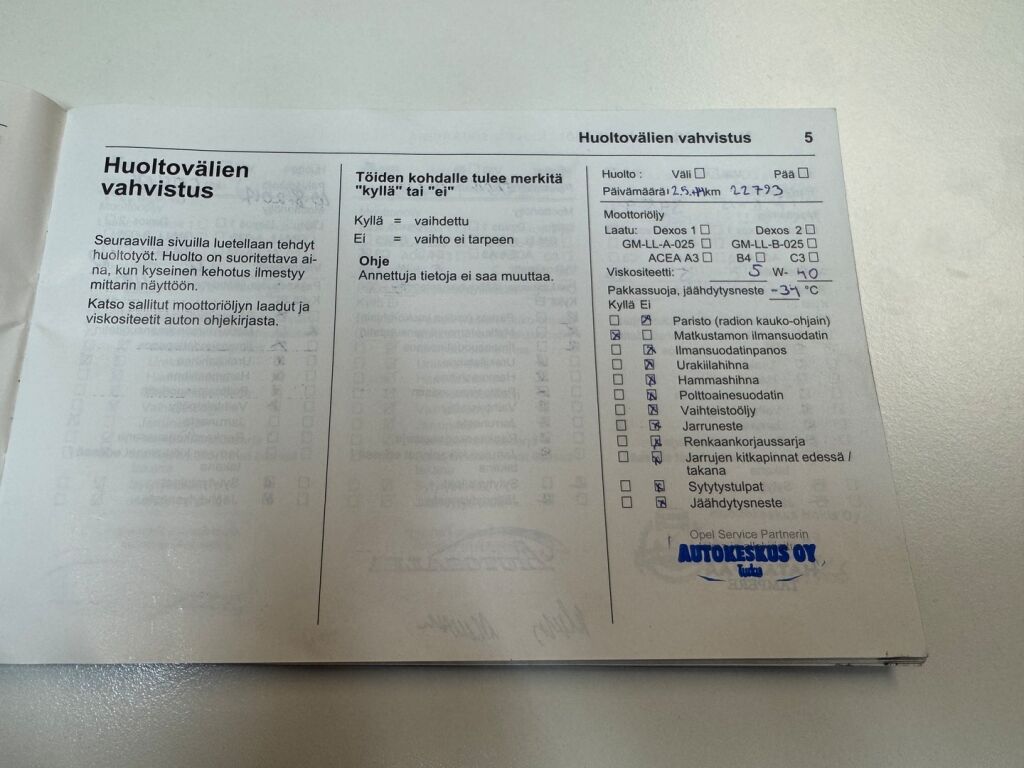 Huoltovälien vahvistus 5
Huoltovälien
vahvistus
Seuraavilla sivuilla luetellaan tehdyt
huoltotyöt. Huolto on suoritettava ai-
na, kun kyseinen kehotus ilmestyy
mittarin näyttöön.
Katso sallitut moottoriöljyn laadut ja
viskositeetit auton ohjekirjasta.
Töiden kohdalle tulee merkitä
"kyllä" tai "ei"
Kyllä = vaihdettu
Ei = vaihto ei tarpeen
Ohje
Annettuja tietoja ei saa muuttaa.
Huolto : Väli ☐ Pää ☐
Päivämäärä: km 22793
Moottoriöljy
Laatu: Dexos 1 ☐ Dexos 2 ☐
GM-LL-A-025 ☐ GM-LL-B-025 ☐
ACEA A3 ☐ B4 ☐ C3 ☐
Viskositeetti: 5 W- 40
Pakkassuoja, jäähdytysneste -34 °C
Kyllä Ei
☐ ☒ Paristo (radion kauko-ohjain)
☒ ☐ Matkustamon ilmansuodatin
☐ ☒ Ilmansuodatinpanos
☐ ☒ Urakiilahihna
☐ ☒ Hammashihna
☐ ☒ Polttoainesuodatin
☐ ☒ Vaihteistoöljy
☐ ☒ Jarruneste
☐ ☒ Renkaankorjaussarja
☐ ☒ Jarrujen kitkapinnat edessä /
takana
☐ ☒ Sytytystulpat
☐ ☒ Jäähdytysneste
Opel Service Partnerin
AUTOKESKUS OY
Turku